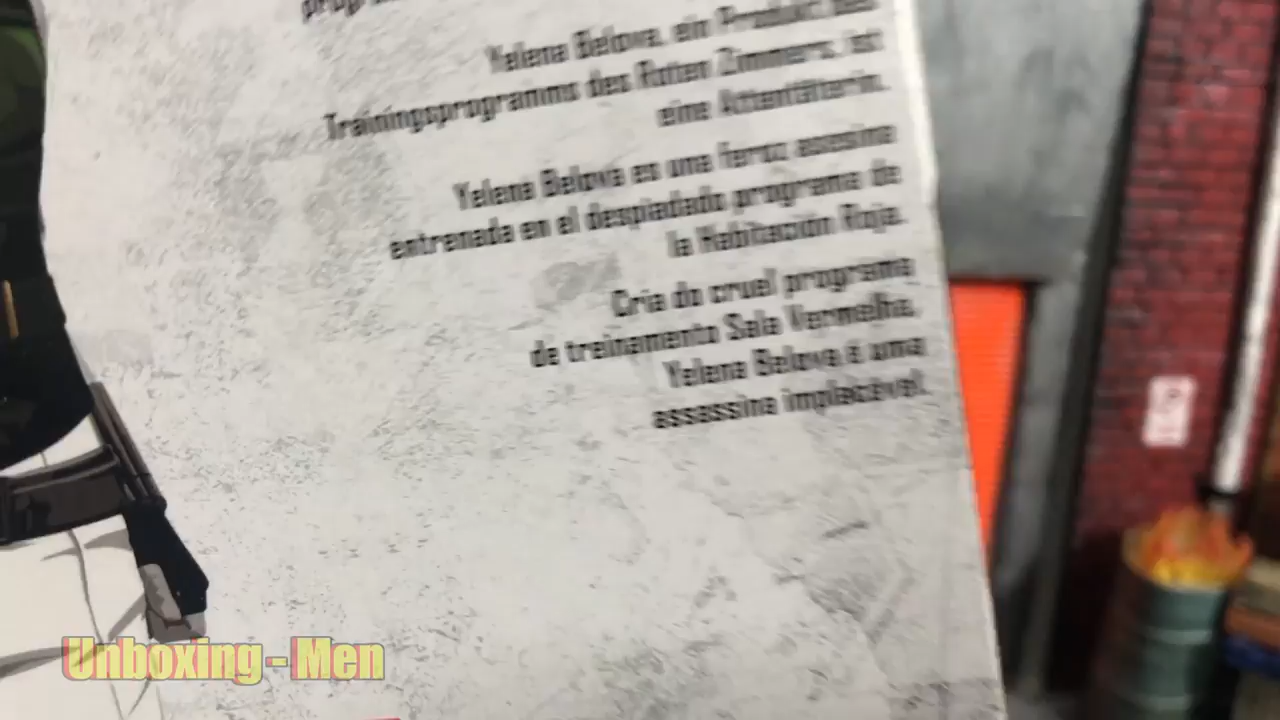 Yelena Belova, ein Produkt des
Trainingsprogramms des Roten Zimmers, ist
eine Attentäterin.
Yelena Belova es una feroz asesina
entrenada en el despiadado programa de
la Habitación Roja.
Cria do cruel programa
de treinamento Sala Vermelha,
Yelena Belova é uma
assassina implacável.
Unboxing - Men